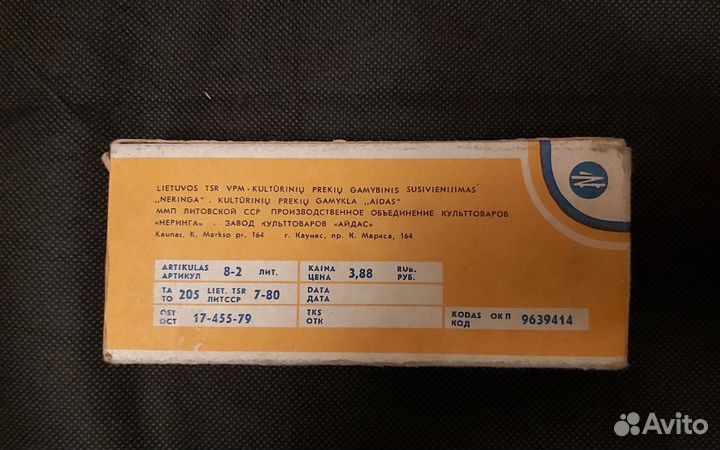 LIETUVOS TSR VPM - KULTŪRINIŲ PREKIŲ GAMYBINIS SUSIVIENIJIMAS
„NERINGA". KULTŪRINIŲ PREKIŲ GAMYKLA „AIDAS"
ММП ЛИТОВСКОЙ ССР ПРОИЗВОДСТВЕННОЕ ОБЪЕДИНЕНИЕ КУЛЬТТОВАРОВ
«НЕРИНГА». ЗАВОД КУЛЬТТОВАРОВ «АЙДАС»
Kaunas, K. Markso pr. 164 г. Каунас, пр. К. Маркса, 164
N
ARTIKULAS 8-2 ЛИТ. KAINA 3,88 RUb.
АРТИКУЛ ЦЕНА РУБ.
TA 205 LIET. TSR 7-80 DATA
ТО ЛИТССР ДАТА
OSY 17-455-79 TKS KODAS ОК П 9639414
ОСТ ОТК КОД
Avito